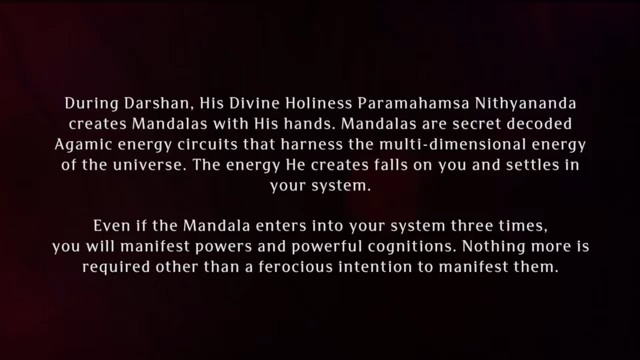 During Darshan, His Divine Holiness Paramahamsa Nithyananda
creates Mandalas with His hands. Mandalas are secret decoded
Agamic energy circuits that harness the multi-dimensional energy
of the universe. The energy He creates falls on you and settles in
your system.
Even if the Mandala enters into your system three times,
you will manifest powers and powerful cognitions. Nothing more is
required other than a ferocious intention to manifest them.